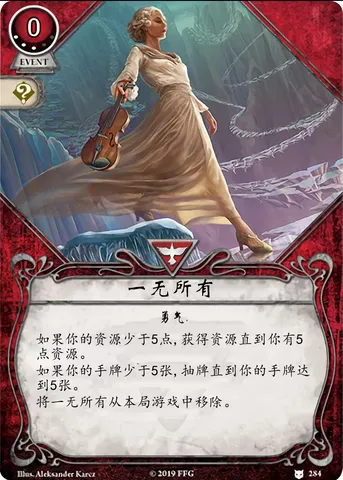 0
EVENT
?
一无所有
勇气.
如果你的资源少于5点,获得资源直到你有5
点资源。
如果你的手牌少于5张,抽牌直到你的手牌达
到5张。
将一无所有从本局游戏中移除。
Illus. Aleksander Karcz
© 2019 FFG
284